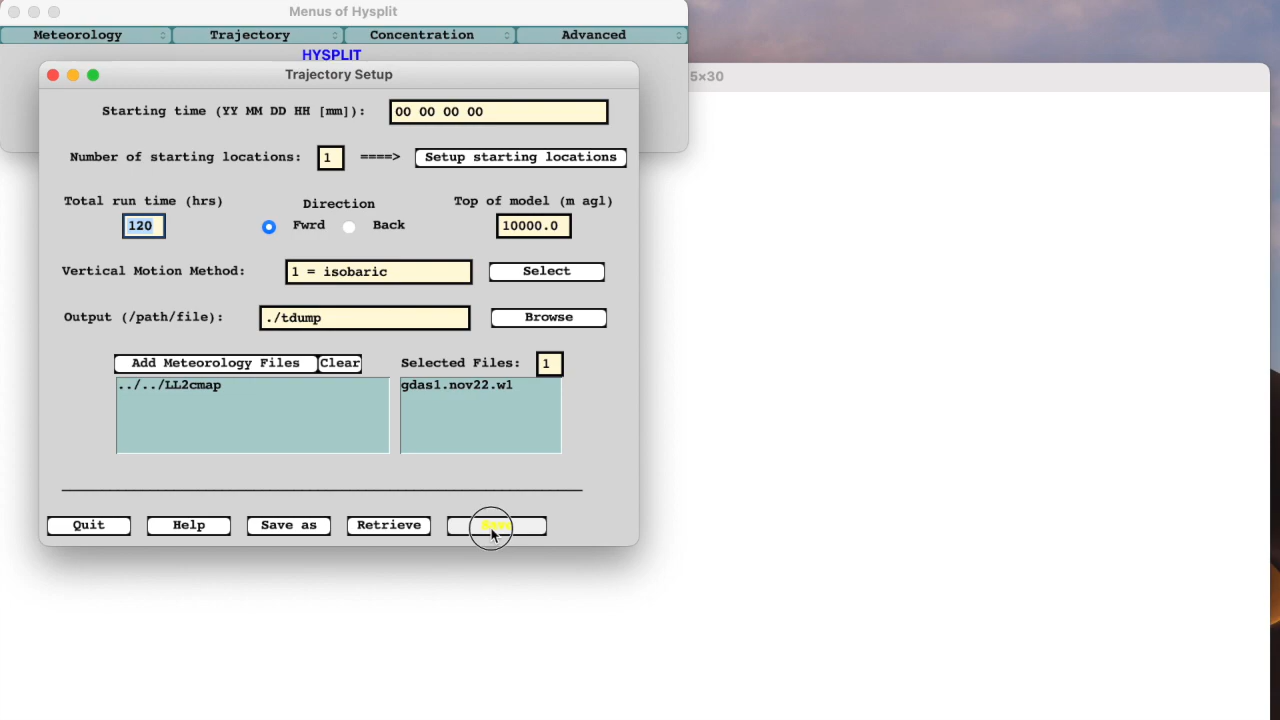 Menus of Hysplit
Meteorology Trajectory Concentration Advanced
HYSPLIT
5×30
Trajectory Setup
Starting time (YY MM DD HH [mm]): 00 00 00 00
Number of starting locations: 1 ====> Setup starting locations
Total run time (hrs) Direction Top of model (m agl)
120 Fwrd Back 10000.0
Vertical Motion Method: 1 = isobaric Select
Output (/path/file): ./tdump Browse
Add Meteorology Files Clear Selected Files: 1
../../LL2cmap gdas1.nov22.w1
Quit Help Save as Retrieve Save